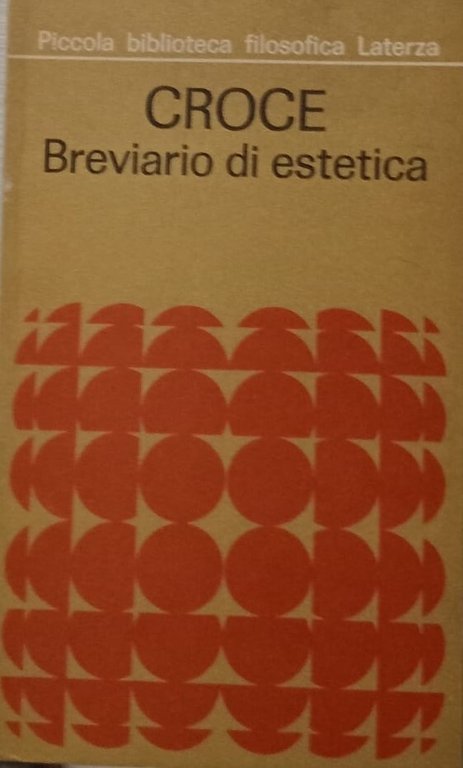 Piccola biblioteca filosofica Laterza
CROCE
Breviario di estetica